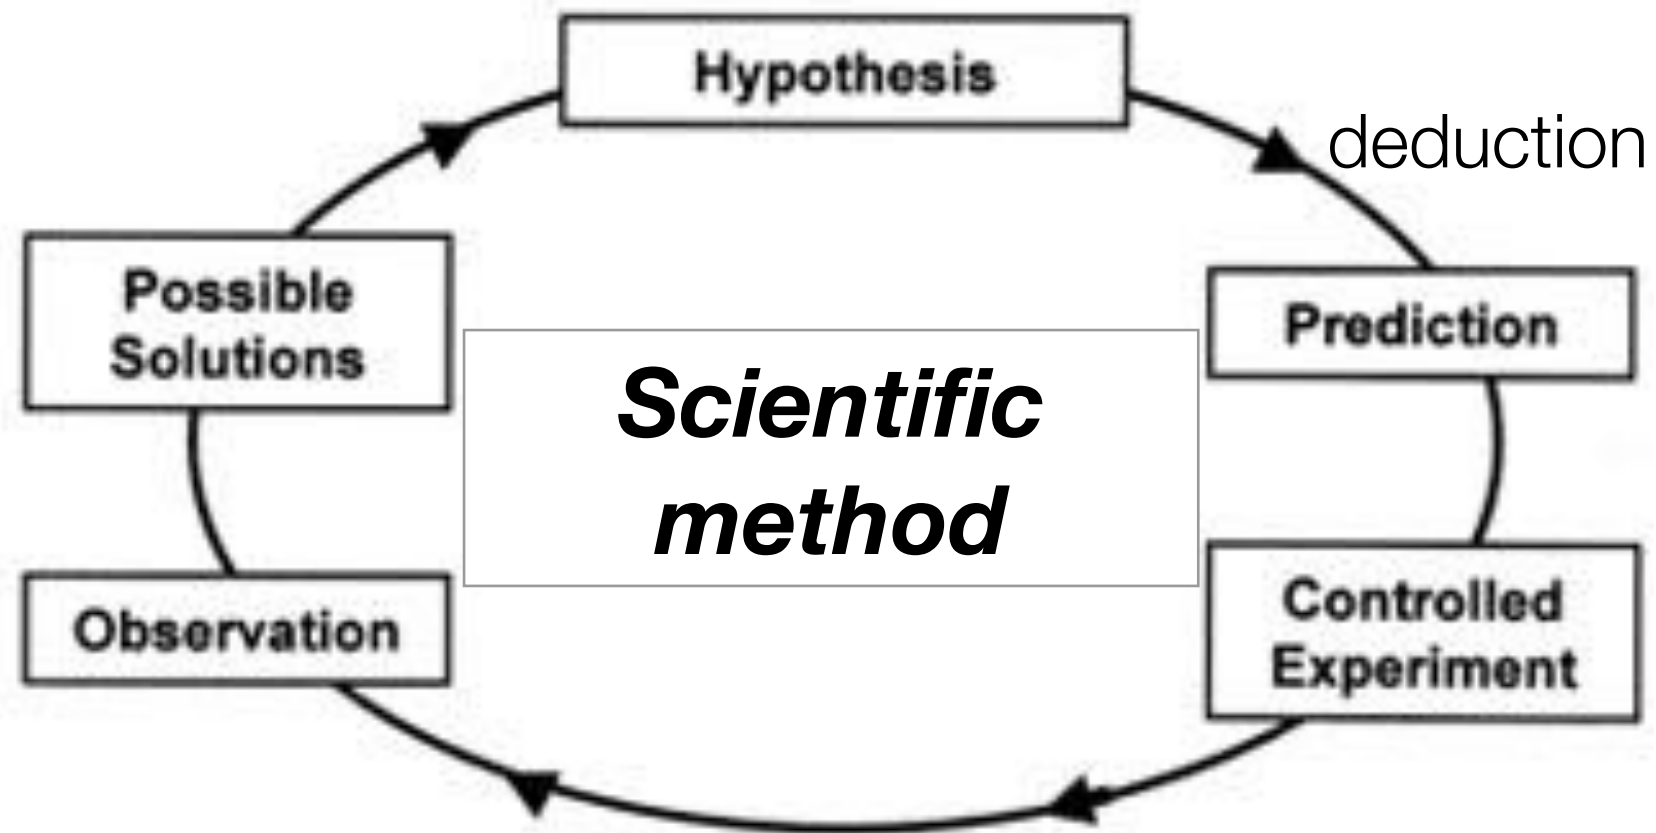 Hypothesis
deduction
Possible
Solutions
Prediction
Scientific
method
Controlled
Experiment
Observation